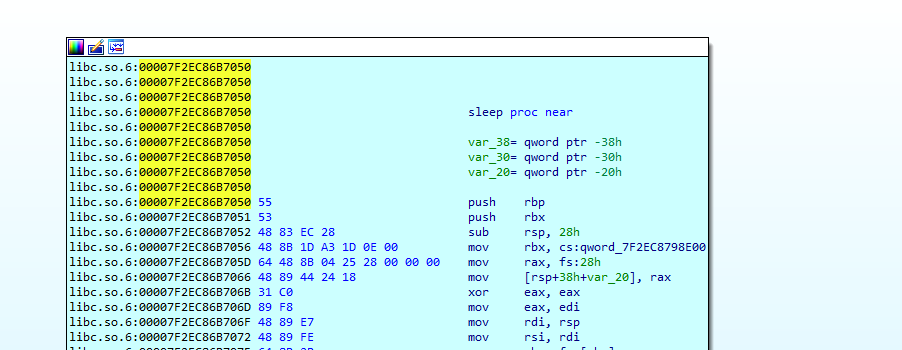 libc.so.6:00007F2EC86B7050
libc.so.6:00007F2EC86B7050
libc.so.6:00007F2EC86B7050
libc.so.6:00007F2EC86B7050 sleep proc near
libc.so.6:00007F2EC86B7050
libc.so.6:00007F2EC86B7050 var_38= qword ptr -38h
libc.so.6:00007F2EC86B7050 var_30= qword ptr -30h
libc.so.6:00007F2EC86B7050 var_20= qword ptr -20h
libc.so.6:00007F2EC86B7050
libc.so.6:00007F2EC86B7050 55 push rbp
libc.so.6:00007F2EC86B7051 53 push rbx
libc.so.6:00007F2EC86B7052 48 83 EC 28 sub rsp, 28h
libc.so.6:00007F2EC86B7056 48 8B 1D A3 1D 0E 00 mov rbx, cs:qword_7F2EC8798E00
libc.so.6:00007F2EC86B705D 64 48 8B 04 25 28 00 00 00 mov rax, fs:28h
libc.so.6:00007F2EC86B7066 48 89 44 24 18 mov [rsp+38h+var_20], rax
libc.so.6:00007F2EC86B706B 31 C0 xor eax, eax
libc.so.6:00007F2EC86B706D 89 F8 mov eax, edi
libc.so.6:00007F2EC86B706F 48 89 E7 mov rdi, rsp
libc.so.6:00007F2EC86B7072 48 89 FE mov rsi, rdi